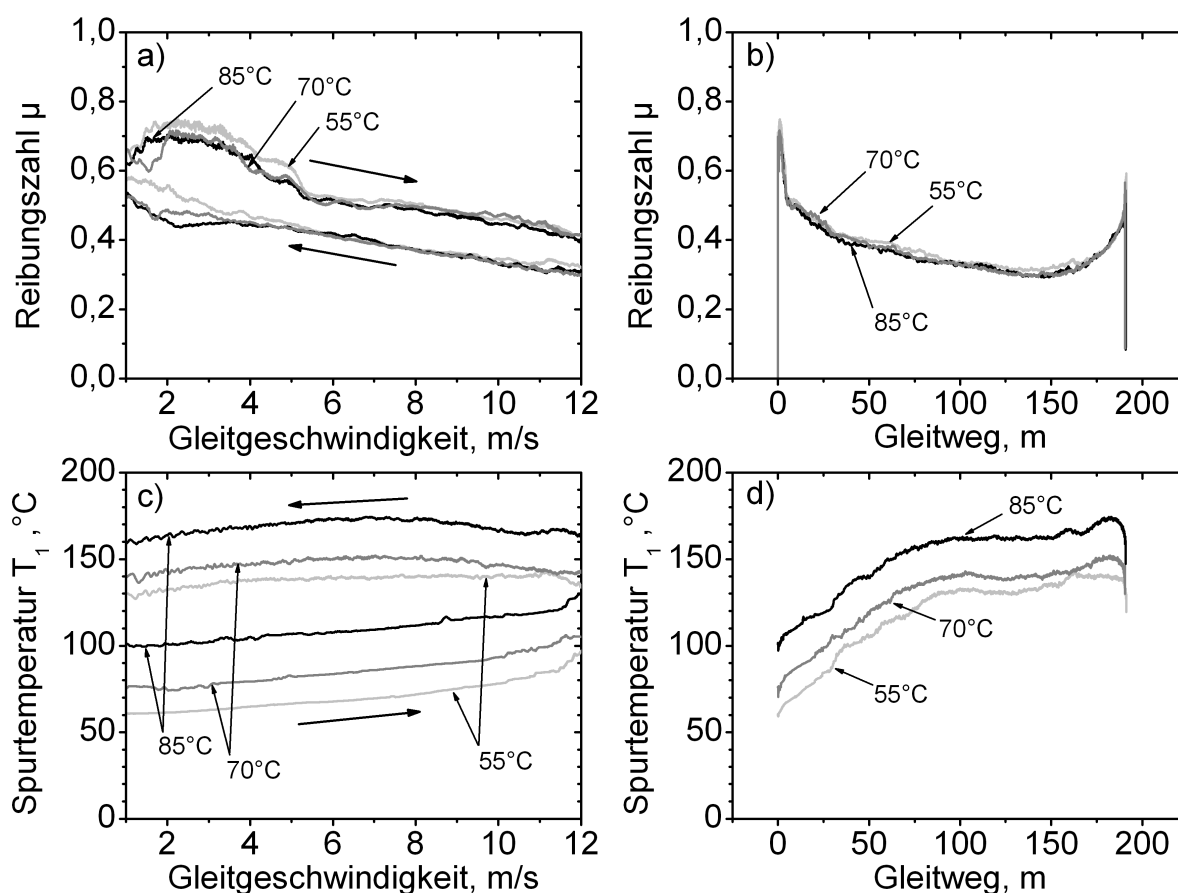 a)
1,0
0,8
0,6
0,4
0,2
0,0
Reibungszahl µ
85°C
70°C
55°C
2 4 6 8 10 12
Gleitgeschwindigkeit, m/s
b)
1,0
0,8
0,6
0,4
0,2
0,0
Reibungszahl µ
70°C
55°C
85°C
0 50 100 150 200
Gleitweg, m
c)
200
150
100
50
0
Spurtemperatur T1,°C
85°C
70°C
55°C
2 4 6 8 10 12
Gleitgeschwindigkeit, m/s
d)
200
150
100
50
0
Spurtemperatur T1,°C
85°C
70°C
55°C
0 50 100 150 200
Gleitweg, m